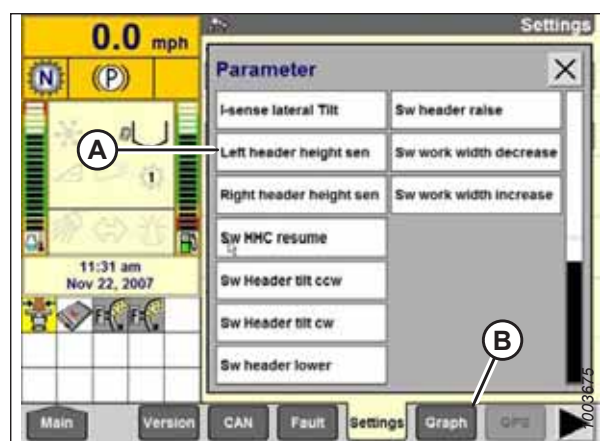 0.0 mph
Settings
N
(P)
Parameter
I-sense lateral Tilt
Sw header raise
A
Left header height sen
Sw work width decrease
1
Right header height sen
Sw work width increase
Sw HHC resume
11:31 am
Nov 22, 2007
Sw Header tilt ccw
Sw Header tilt cw
B
Sw header lower
Main
Version
CAN
Fault
Settings
Graph
GPS
1003675